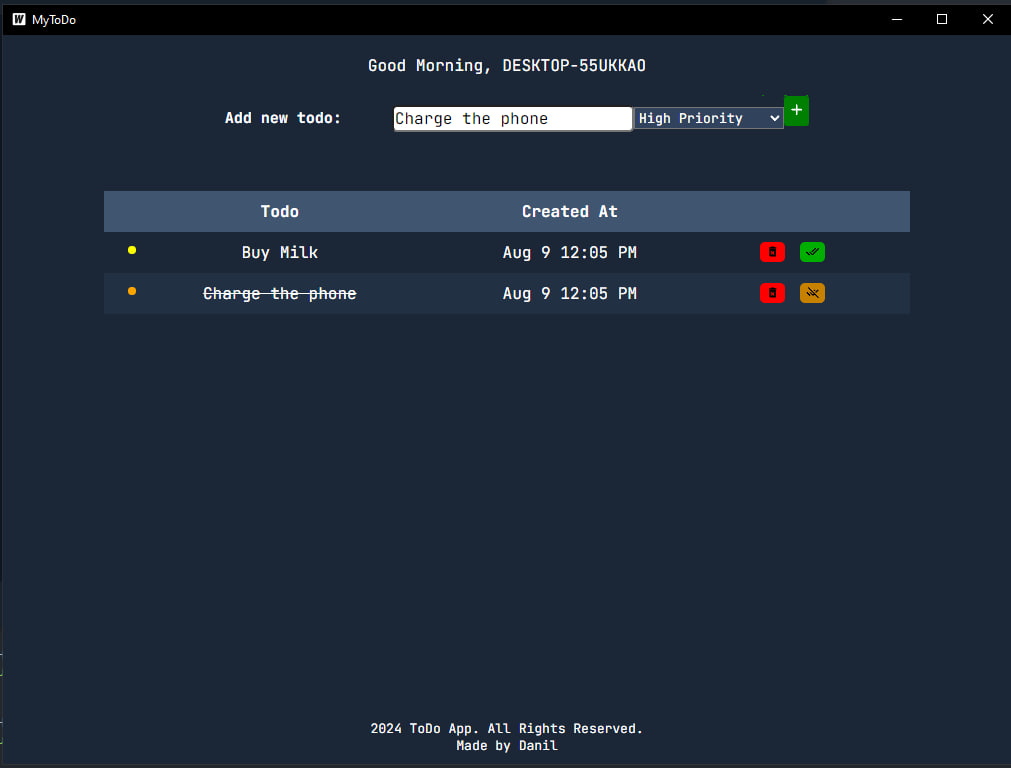 MyToDo
Good Morning, DESKTOP-55UKKAO
Add new todo: Charge the phone High Priority +
Todo Created At
Buy Milk Aug 9 12:05 PM
Charge the phone Aug 9 12:05 PM
2024 ToDo App. All Rights Reserved.
Made by Danil